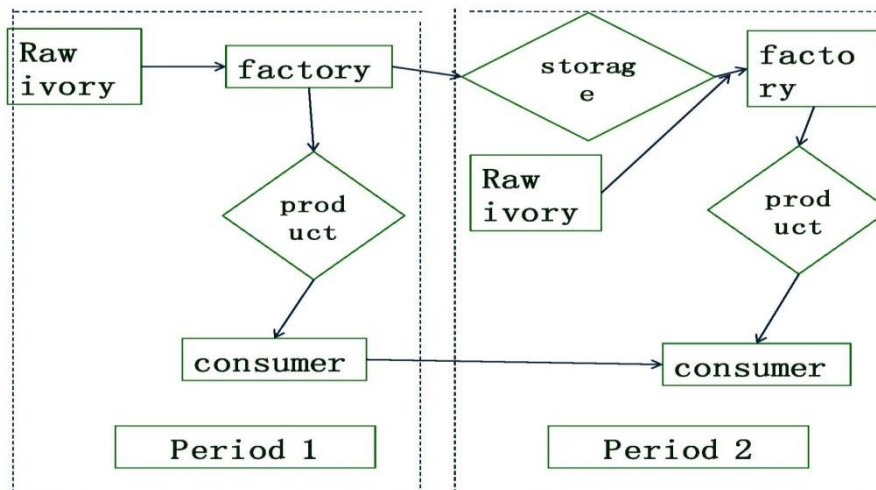 Raw
ivory
factory
prod
uct
consumer
Period 1
storag
e
facto
ry
Raw
ivory
prod
uct
consumer
Period 2